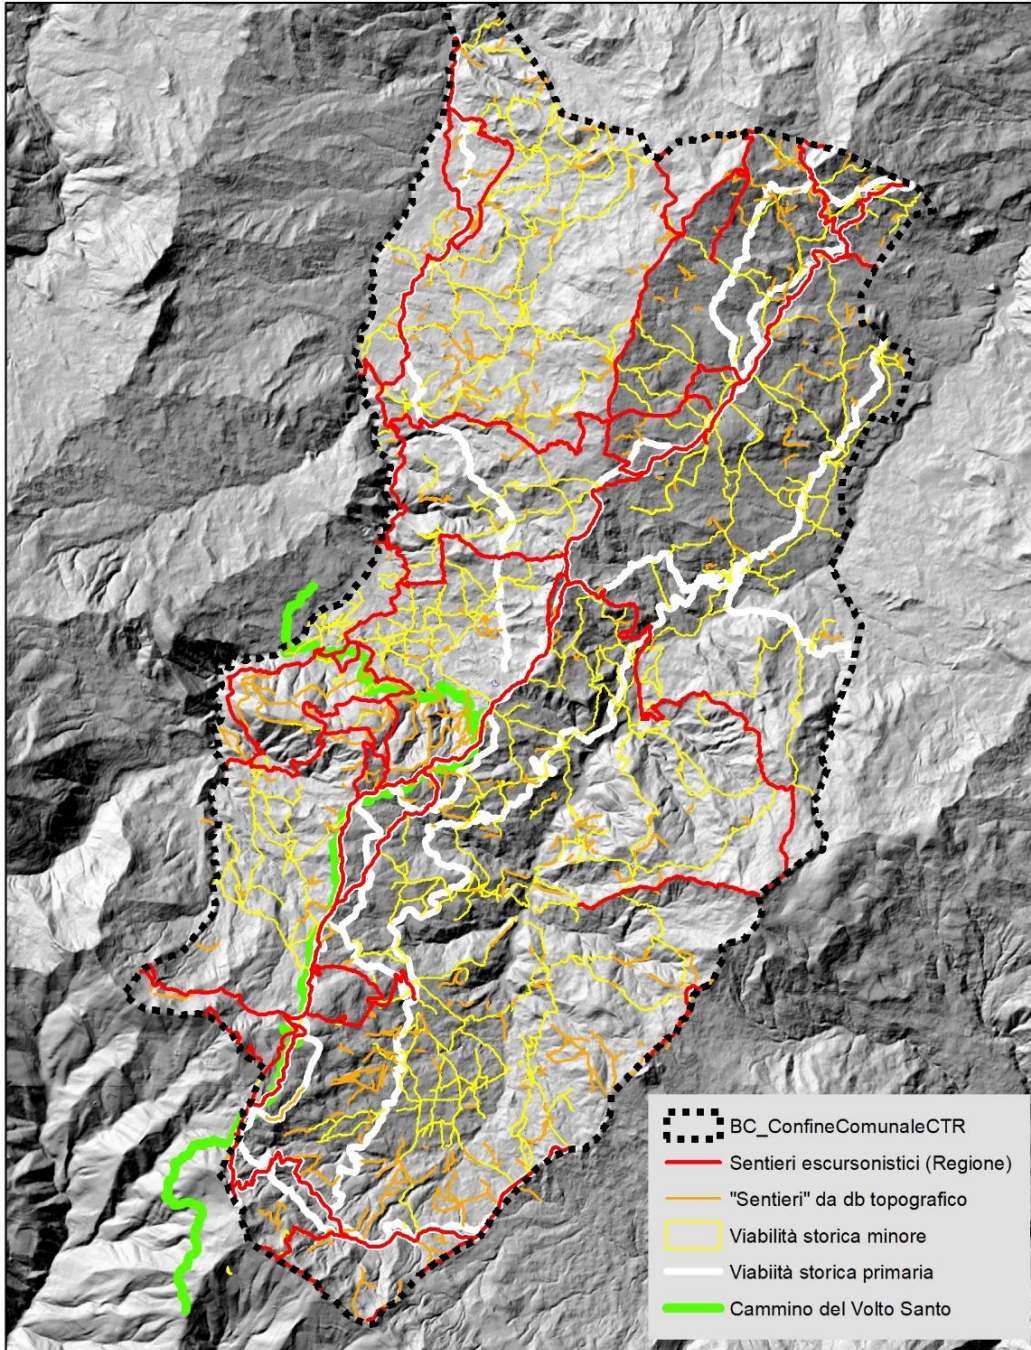 BC_ConfineComunaleCTR
Sentieri escursonistici (Regione)
"Sentieri" da db topografico
Viabilità storica minore
Viabiità storica primaria
Cammino del Volto Santo